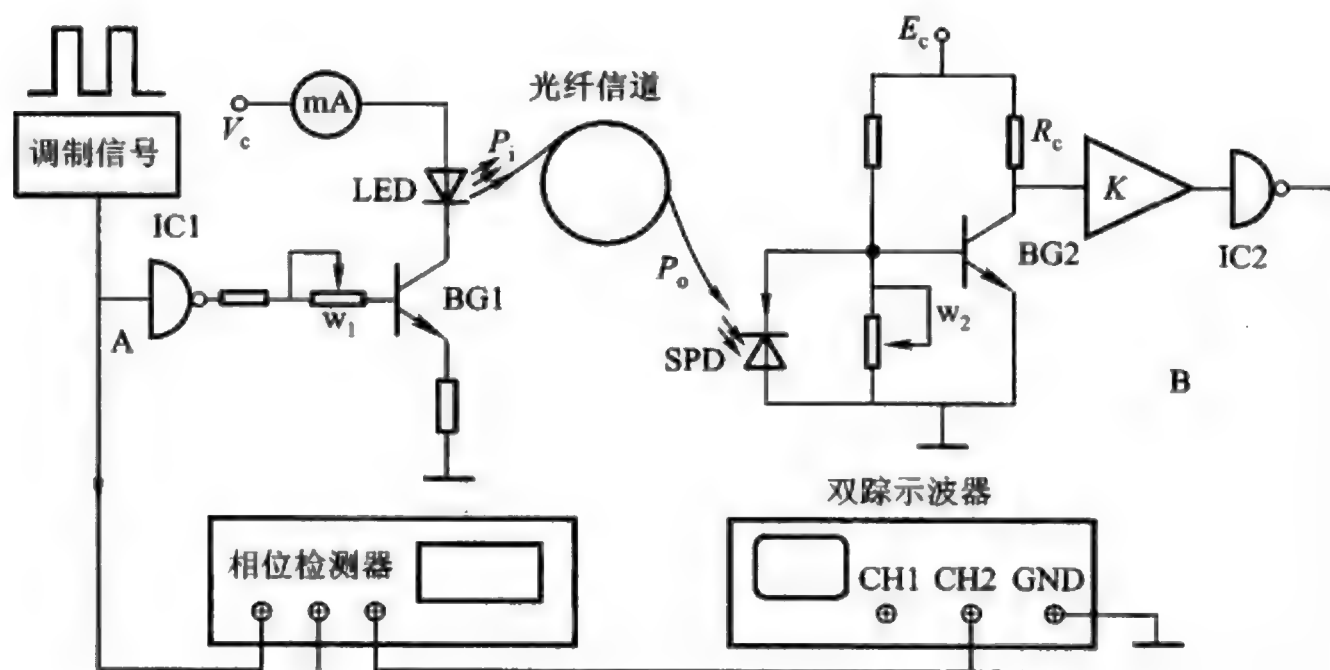 调制信号
V_c
mA
LED
P_i
光纤信道
E_c
R_c
IC1
A
w_1
BG1
P_o
SPD
w_2
BG2
K
IC2
B
相位检测器
双踪示波器
CH1 CH2 GND